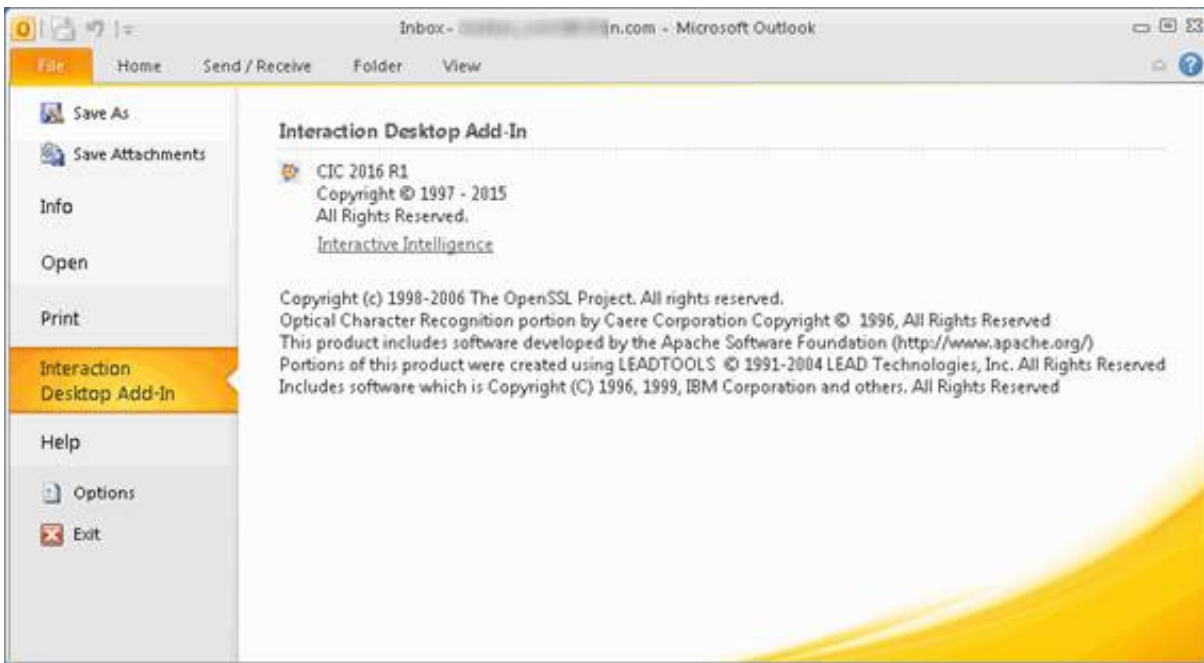 Inbox - n.com - Microsoft Outlook
File Home Send / Receive Folder View
Save As
Save Attachments
Info
Open
Print
Interaction
Desktop Add-In
Help
Options
Exit
Interaction Desktop Add-In
CIC 2016 R1
Copyright © 1997 - 2015
All Rights Reserved.
Interactive Intelligence
Copyright (c) 1998-2006 The OpenSSL Project. All rights reserved.
Optical Character Recognition portion by Caere Corporation Copyright © 1996, All Rights Reserved
This product includes software developed by the Apache Software Foundation (http://www.apache.org/)
Portions of this product were created using LEADTOOLS © 1991-2004 LEAD Technologies, Inc. All Rights Reserved
Includes software which is Copyright (C) 1996, 1999, IBM Corporation and others. All Rights Reserved